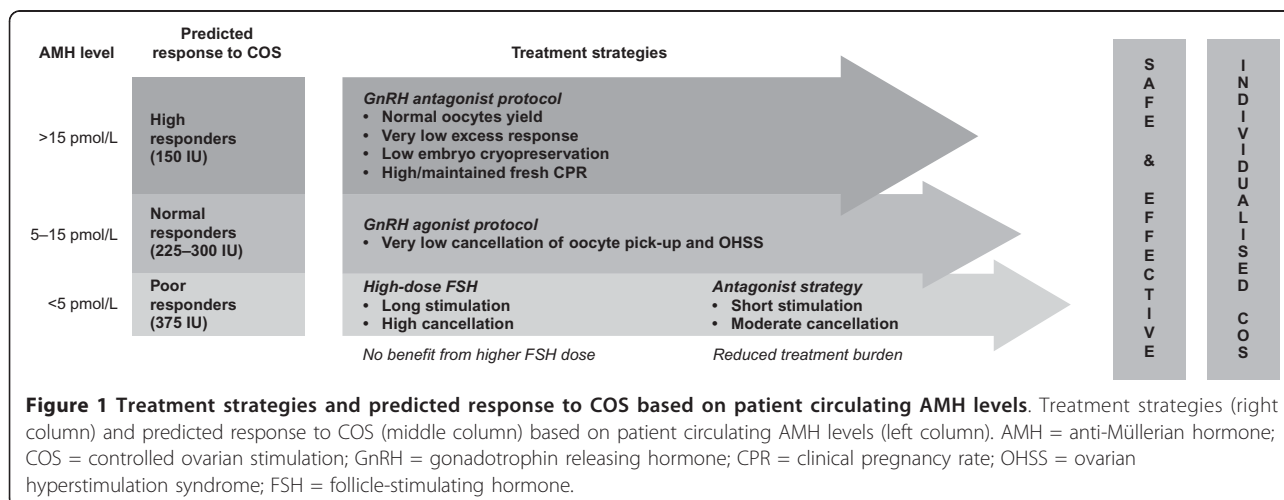 AMH level
Predicted
response to COS
Treatment strategies
>15 pmol/L
High
responders
(150 IU)
GnRH antagonist protocol
• Normal oocytes yield
• Very low excess response
• Low embryo cryopreservation
• High/maintained fresh CPR
5–15 pmol/L
Normal
responders
(225–300 IU)
GnRH agonist protocol
• Very low cancellation of oocyte pick-up and OHSS
<5 pmol/L
Poor
responders
(375 IU)
High-dose FSH
• Long stimulation
• High cancellation
No benefit from higher FSH dose
Antagonist strategy
• Short stimulation
• Moderate cancellation
Reduced treatment burden
SAFE & EFFECTIVE
INDIVIDUALISED COS
Figure 1 Treatment strategies and predicted response to COS based on patient circulating AMH levels. Treatment strategies (right
column) and predicted response to COS (middle column) based on patient circulating AMH levels (left column). AMH = anti-Müllerian hormone;
COS = controlled ovarian stimulation; GnRH = gonadotrophin releasing hormone; CPR = clinical pregnancy rate; OHSS = ovarian
hyperstimulation syndrome; FSH = follicle-stimulating hormone.